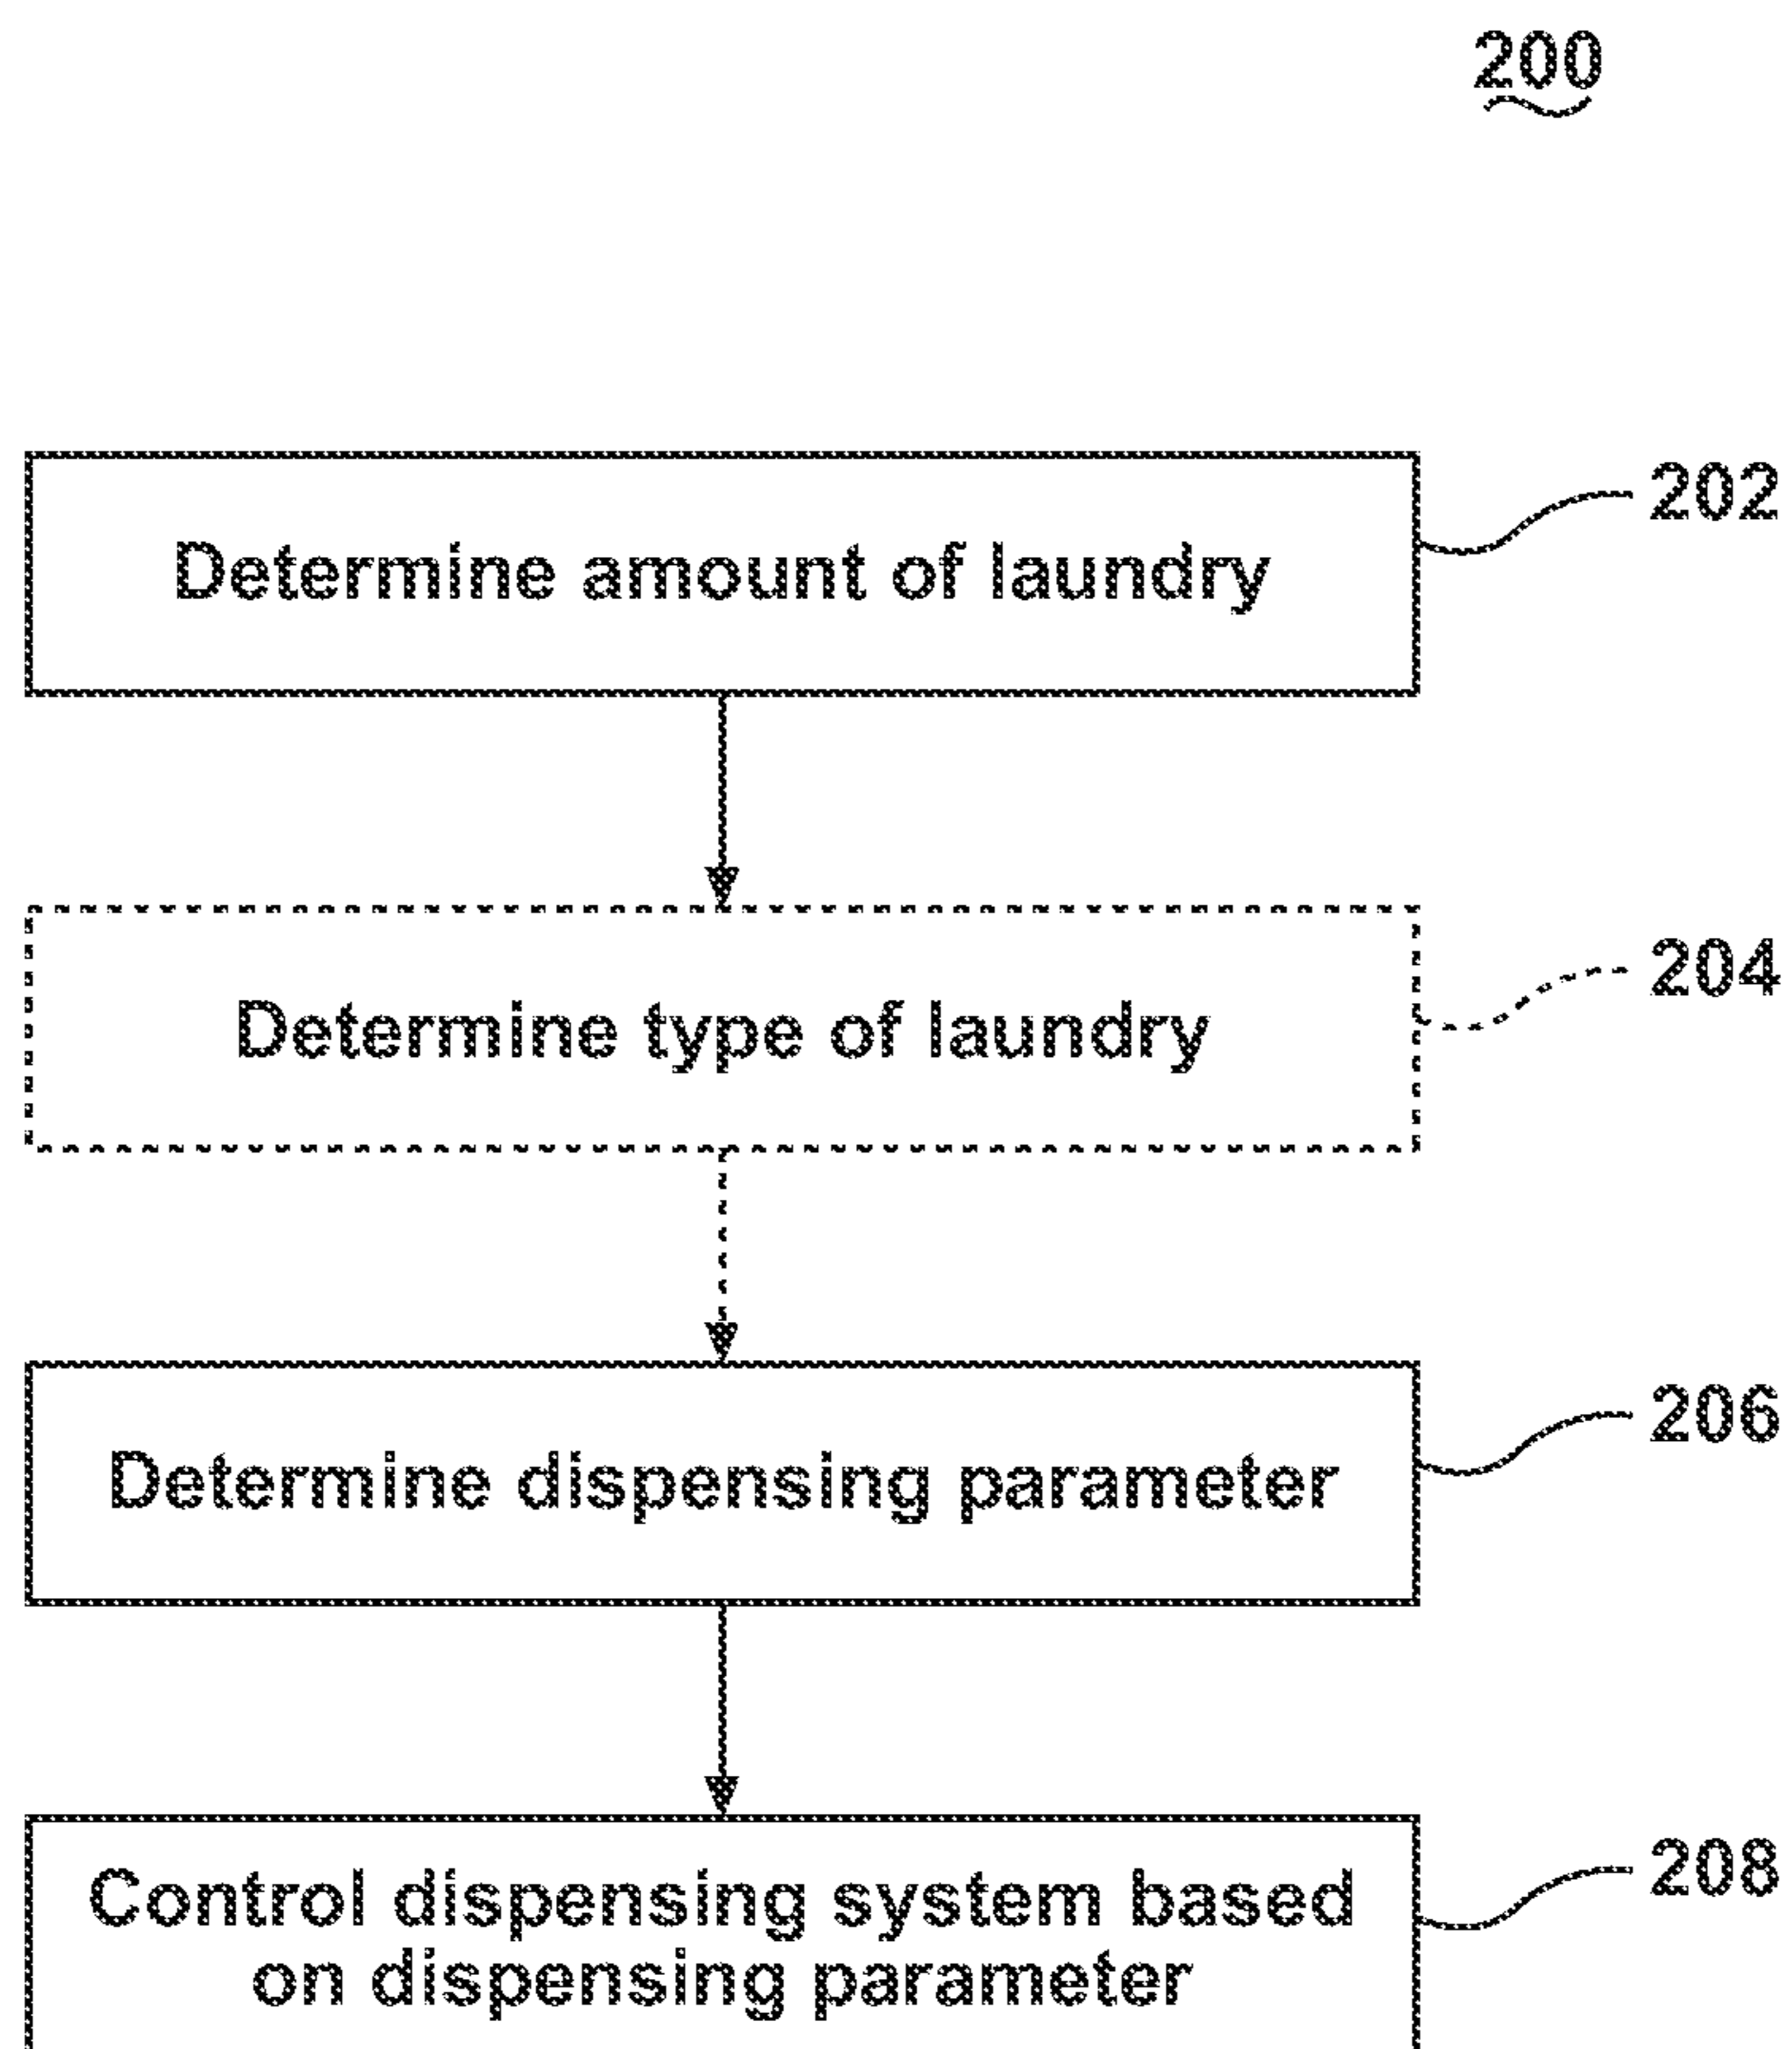 200
Determine amount of laundry
202
Determine type of laundry
204
Determine dispensing parameter
206
Control dispensing system based
on dispensing parameter
208